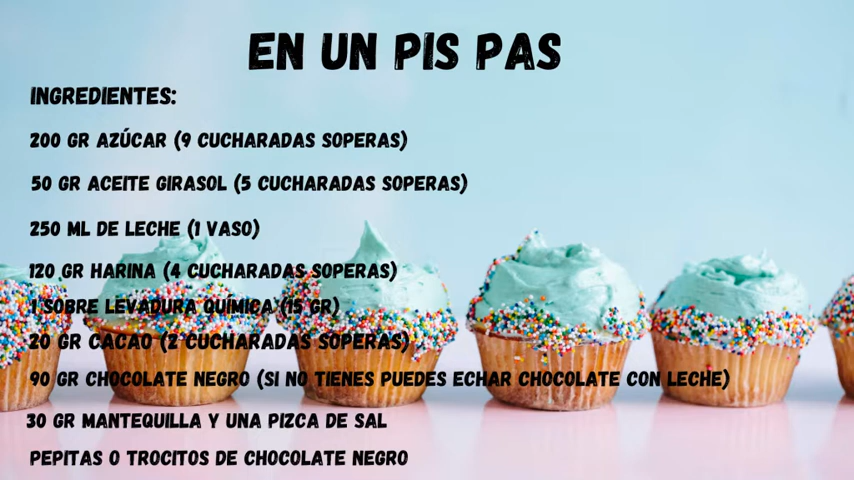 EN UN PIS PAS
INGREDIENTES:
200 GR AZÚCAR (9 CUCHARADAS SOPERAS)
50 GR ACEITE GIRASOL (5 CUCHARADAS SOPERAS)
250 ML DE LECHE (1 VASO)
120 GR HARINA (4 CUCHARADAS SOPERAS)
1 SOBRE LEVADURA QUÍMICA (15 GR)
20 GR CACAO (2 CUCHARADAS SOPERAS)
90 GR CHOCOLATE NEGRO (SI NO TIENES PUEDES ECHAR CHOCOLATE CON LECHE)
30 GR MANTEQUILLA Y UNA PIZCA DE SAL
PEPITAS O TROCITOS DE CHOCOLATE NEGRO